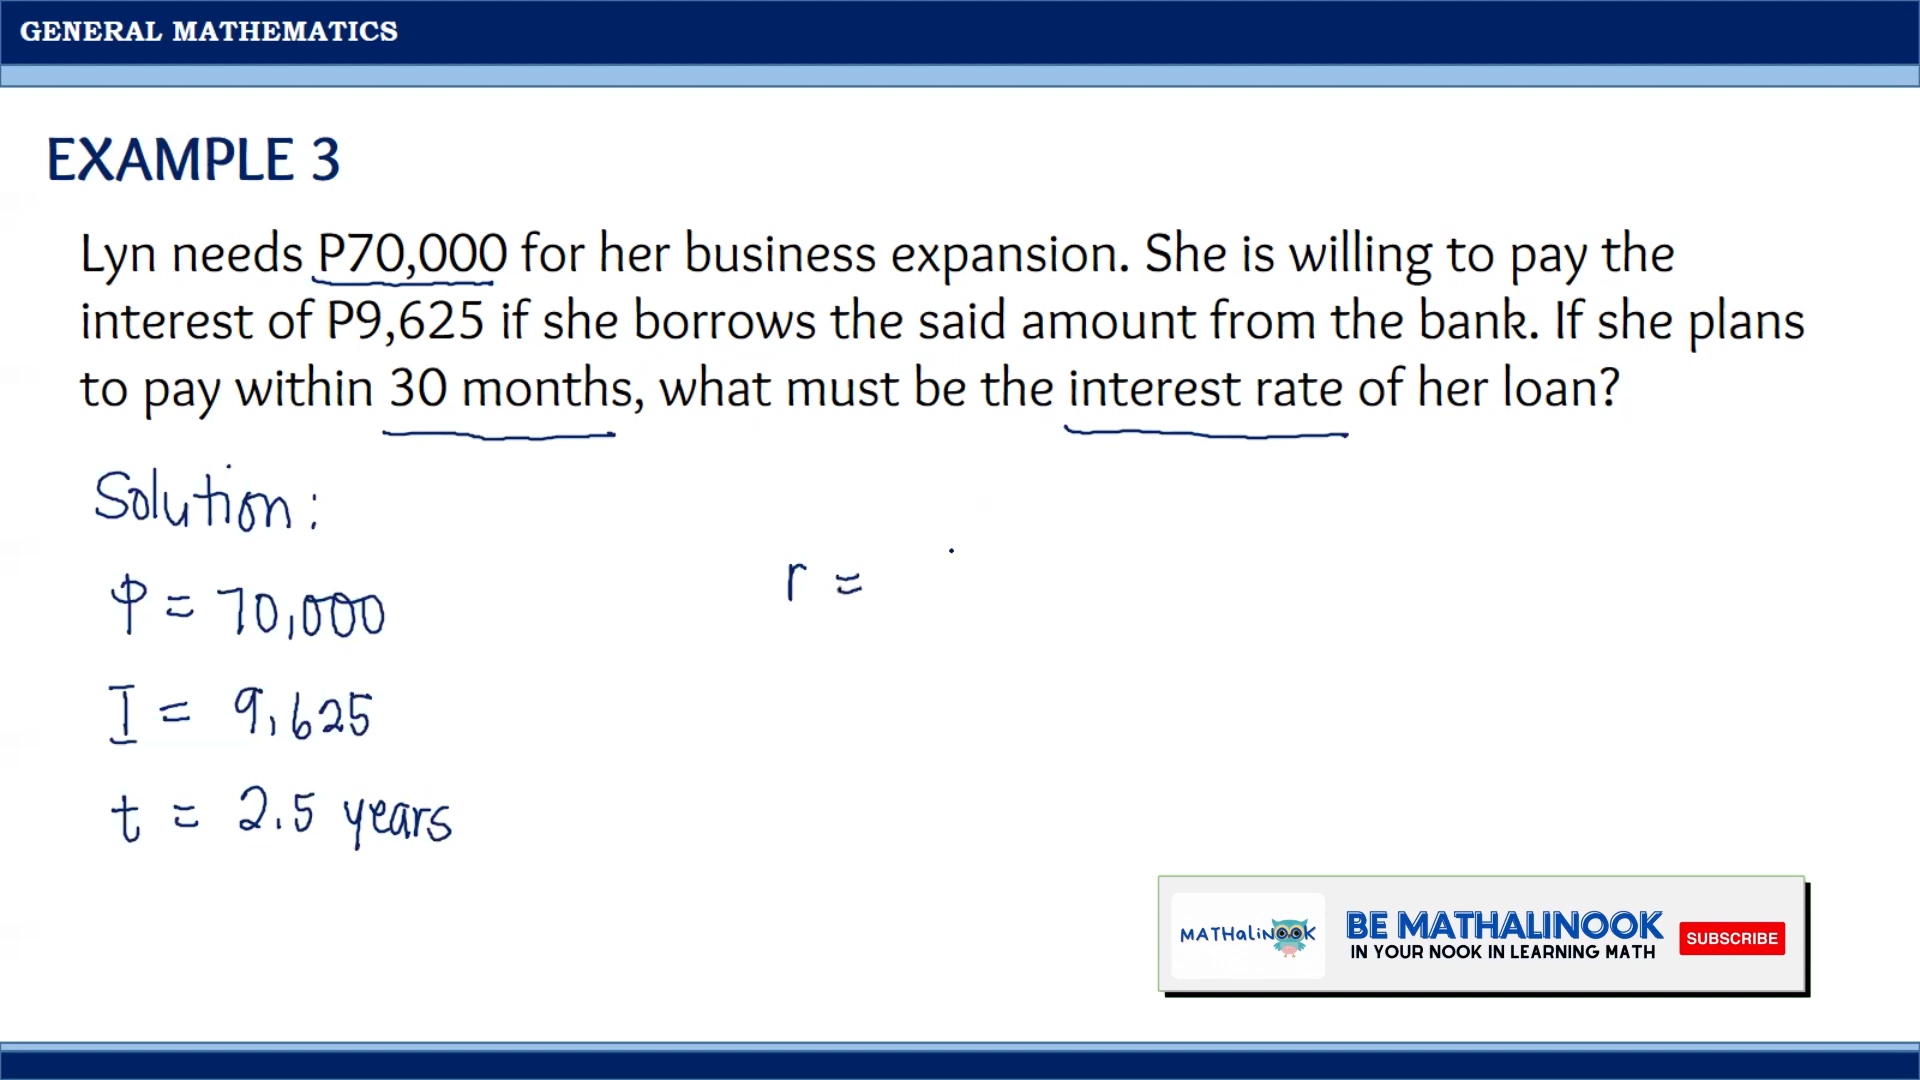 GENERAL MATHEMATICS
EXAMPLE 3
Lyn needs P70,000 for her business expansion. She is willing to pay the
interest of P9,625 if she borrows the said amount from the bank. If she plans
to pay within 30 months, what must be the interest rate of her loan?
Solution:
P = 70,000
r =
I = 9,625
t = 2.5 years
MATHaliNOOK
BE MATHALINOOK
IN YOUR NOOK IN LEARNING MATH
SUBSCRIBE